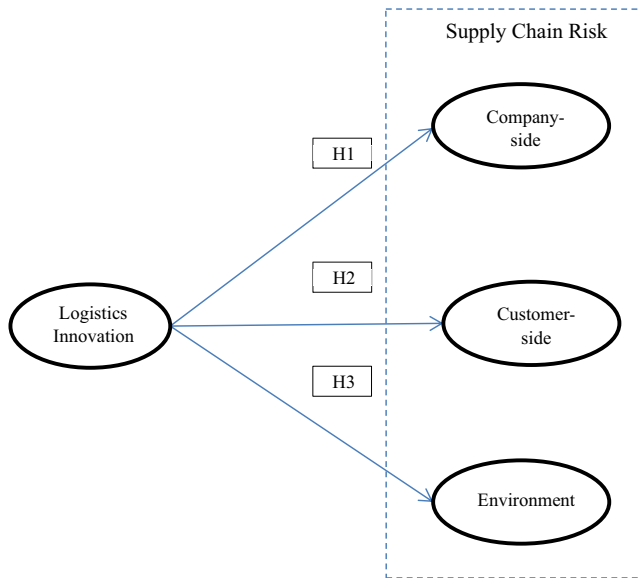 Supply Chain Risk
Company-
side
H1
H2
Logistics
Innovation
Customer-
side
H3
Environment